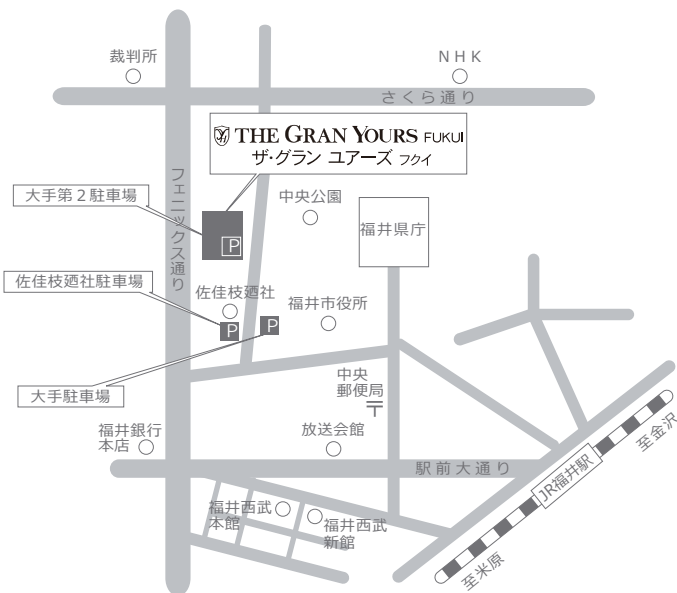 裁判所
NHK
さくら通り
THE GRAN YOURS FUKUI
ザ・グラン ユアーズ フクイ
フェニックス通り
大手第2駐車場
P
中央公園
福井県庁
佐佳枝廼社駐車場
佐佳枝廼社
P
P
福井市役所
大手駐車場
中央
郵便局
〒
福井銀行
本店
放送会館
駅前大通り
JR福井駅
至金沢
福井西武
本館
福井西武
新館
至米原